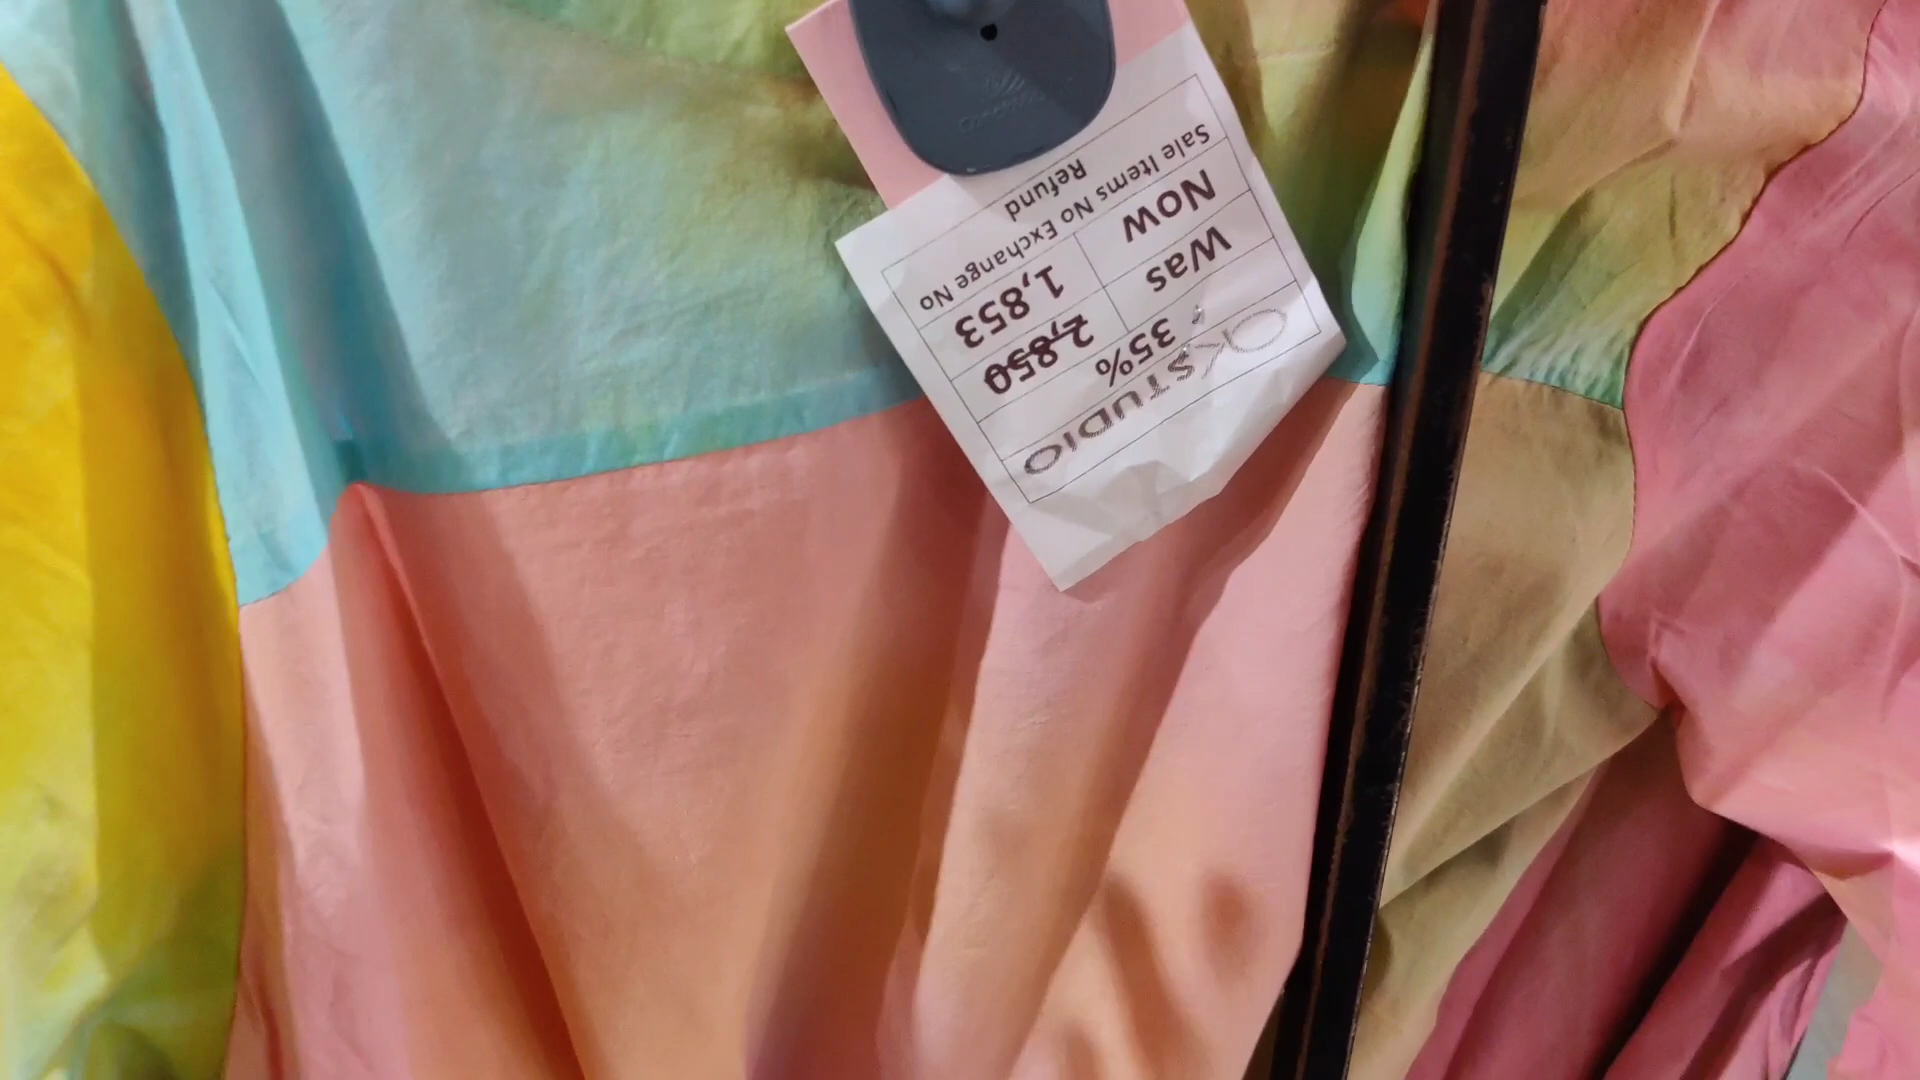 OKSTUDIO
35%
Was 2,850
Now 1,853
Sale Items No Exchange No
Refund